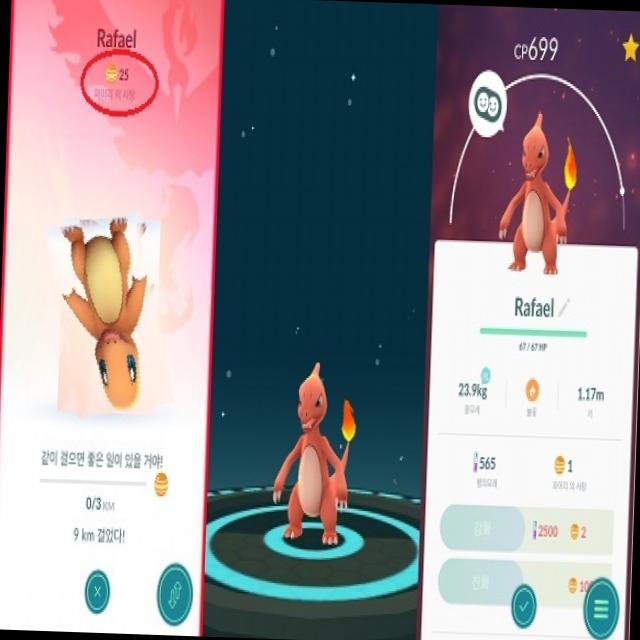 Rafael
25
파이리의 사탕
같이 걸으면 좋은 일이 있을 거야!
0/3 KM
9 km 걸었다!
CP699
Rafael
67 / 67 HP
23.9kg
불꽃
1.17m
몸무게
키
565
1
별의모래
파이리의 사탕
강화
2500
2
진화